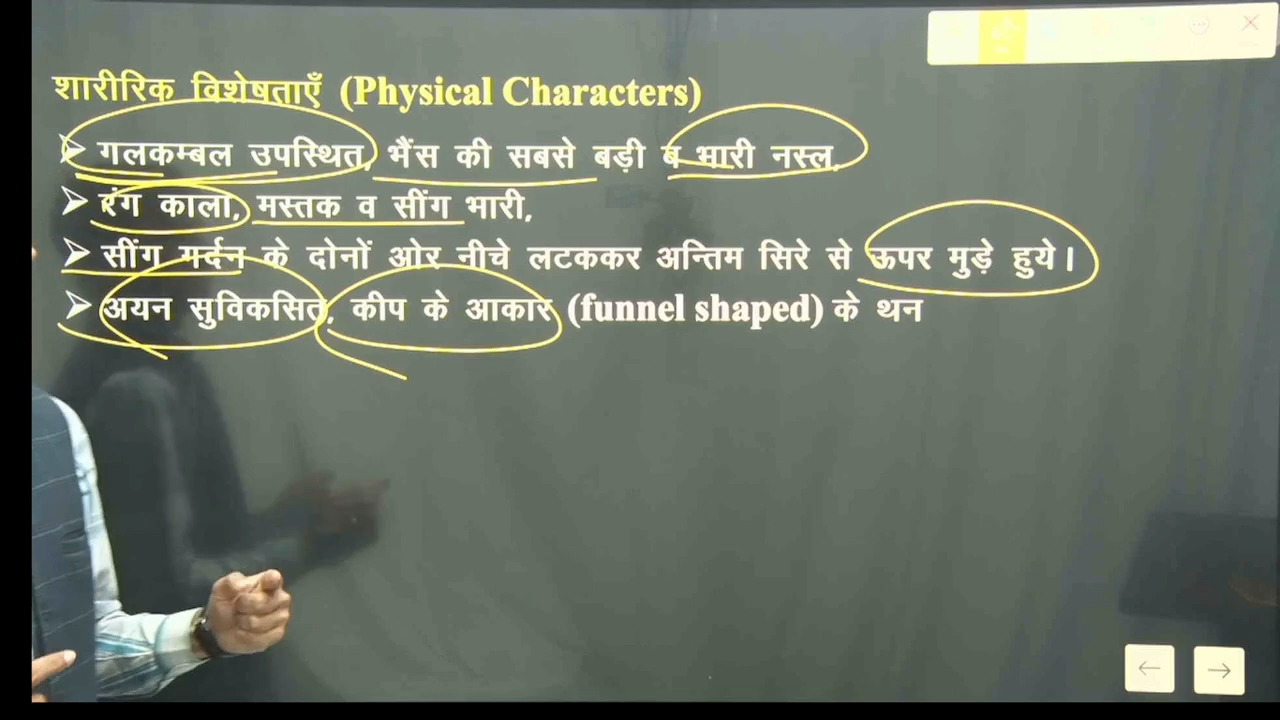 शारीरिक विशेषताएँ (Physical Characters)
➢ गलकम्बल उपस्थित, भैंस की सबसे बड़ी व भारी नस्ल,
➢ रंग काला, मस्तक व सींग भारी,
➢ सींग गर्दन के दोनों ओर नीचे लटककर अन्तिम सिरे से ऊपर मुड़े हुये।
➢ अयन सुविकसित, कीप के आकार (funnel shaped) के थन